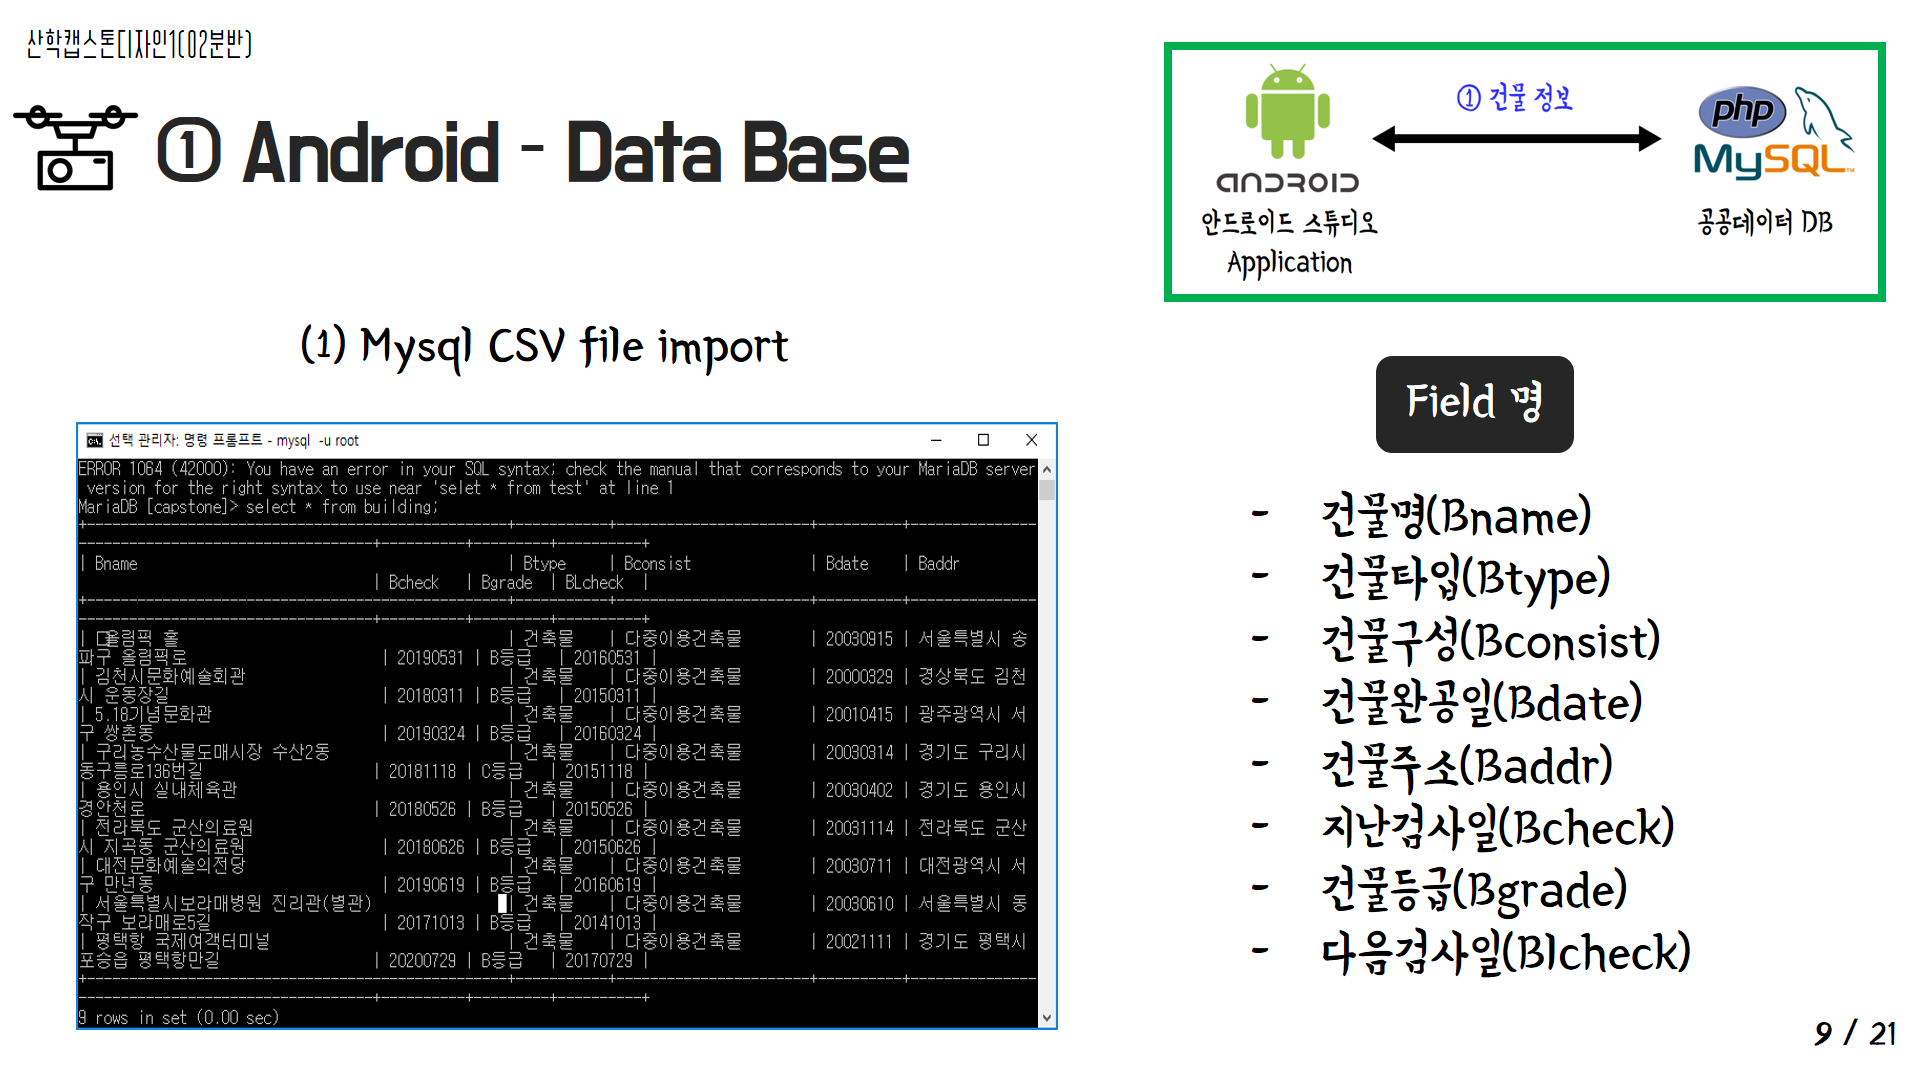 산학캡스톤디자인1(02분반)
① Android - Data Base
① 건물 정보
php
MySQL™
ANDROID
안드로이드 스튜디오
Application
공공데이터 DB
(1) Mysql CSV file import
선택 관리자: 명령 프롬프트 - mysql -u root
ERROR 1064 (42000): You have an error in your SQL syntax; check the manual that corresponds to your MariaDB server
version for the right syntax to use near 'selet * from test' at line 1
MariaDB [capstone]> select * from building;
| Bname | Btype | Bconsist | Bdate | Baddr
| Bcheck | Bgrade | BLcheck |
| 올림픽 홀 | 건축물 | 다중이용건축물 | 20030915 | 서울특별시 송
파구 올림픽로 | 20190531 | B등급 | 20160531 |
| 김천시문화예술회관 | 건축물 | 다중이용건축물 | 20000329 | 경상북도 김천
시 운동장길 | 20180311 | B등급 | 20150311 |
| 5.18기념문화관 | 건축물 | 다중이용건축물 | 20010415 | 광주광역시 서
구 쌍촌동 | 20190324 | B등급 | 20160324 |
| 구리농수산물도매시장 수산2동 | 건축물 | 다중이용건축물 | 20030314 | 경기도 구리시
동구릉로136번길 | 20181118 | C등급 | 20151118 |
| 용인시 실내체육관 | 건축물 | 다중이용건축물 | 20030402 | 경기도 용인시
경안천로 | 20180526 | B등급 | 20150526 |
| 전라북도 군산의료원 | 건축물 | 다중이용건축물 | 20031114 | 전라북도 군산
시 지곡동 군산의료원 | 20180626 | B등급 | 20150626 |
| 대전문화예술의전당 | 건축물 | 다중이용건축물 | 20030711 | 대전광역시 서
구 만년동 | 20190619 | B등급 | 20160619 |
| 서울특별시보라매병원 진리관(별관) | 건축물 | 다중이용건축물 | 20030610 | 서울특별시 동
작구 보라매로5길 | 20171013 | B등급 | 20141013 |
| 평택항 국제여객터미널 | 건축물 | 다중이용건축물 | 20021111 | 경기도 평택시
포승읍 평택항만길 | 20200729 | B등급 | 20170729 |
9 rows in set (0.00 sec)
Field 명
- 건물명(Bname)
- 건물타입(Btype)
- 건물구성(Bconsist)
- 건물완공일(Bdate)
- 건물주소(Baddr)
- 지난검사일(Bcheck)
- 건물등급(Bgrade)
- 다음검사일(Blcheck)
9 / 21